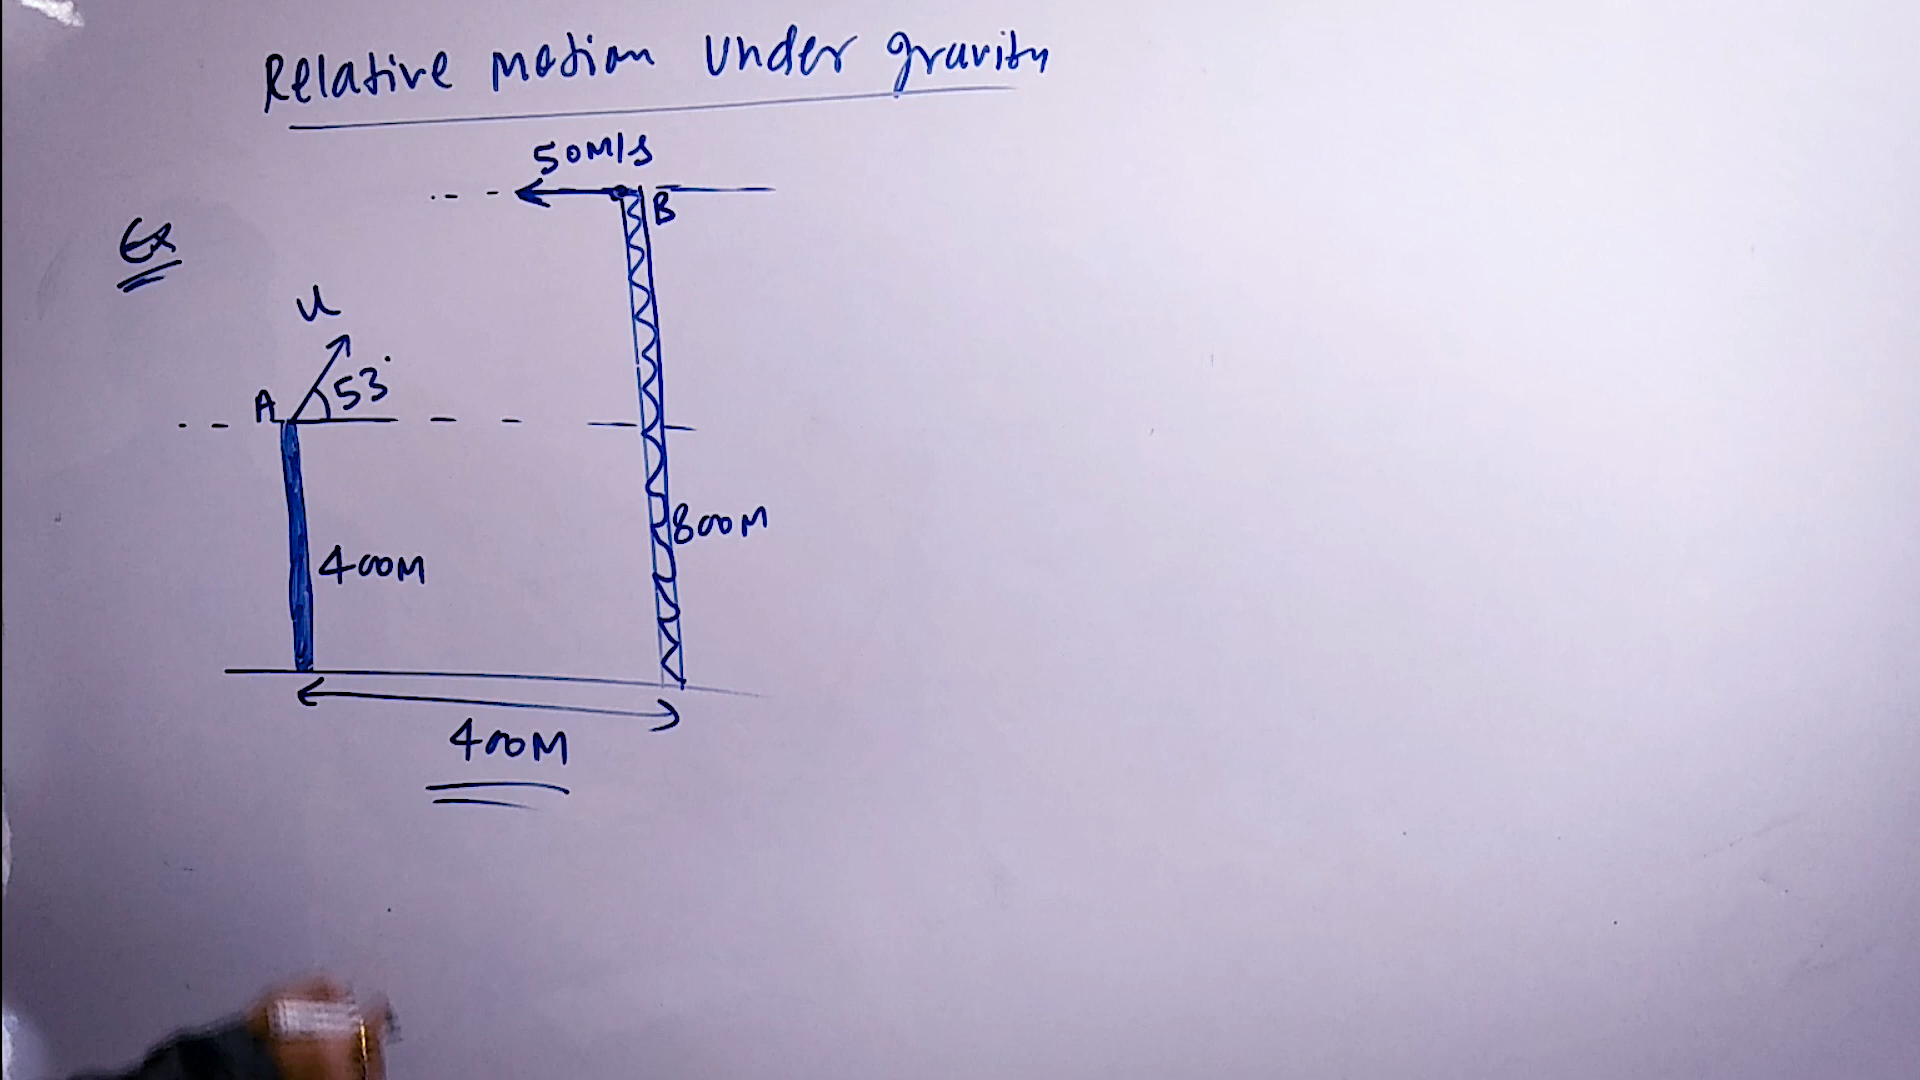 Relative motion Under gravity
50M/s
B
Ex
u
A
53°
800M
400M
400M